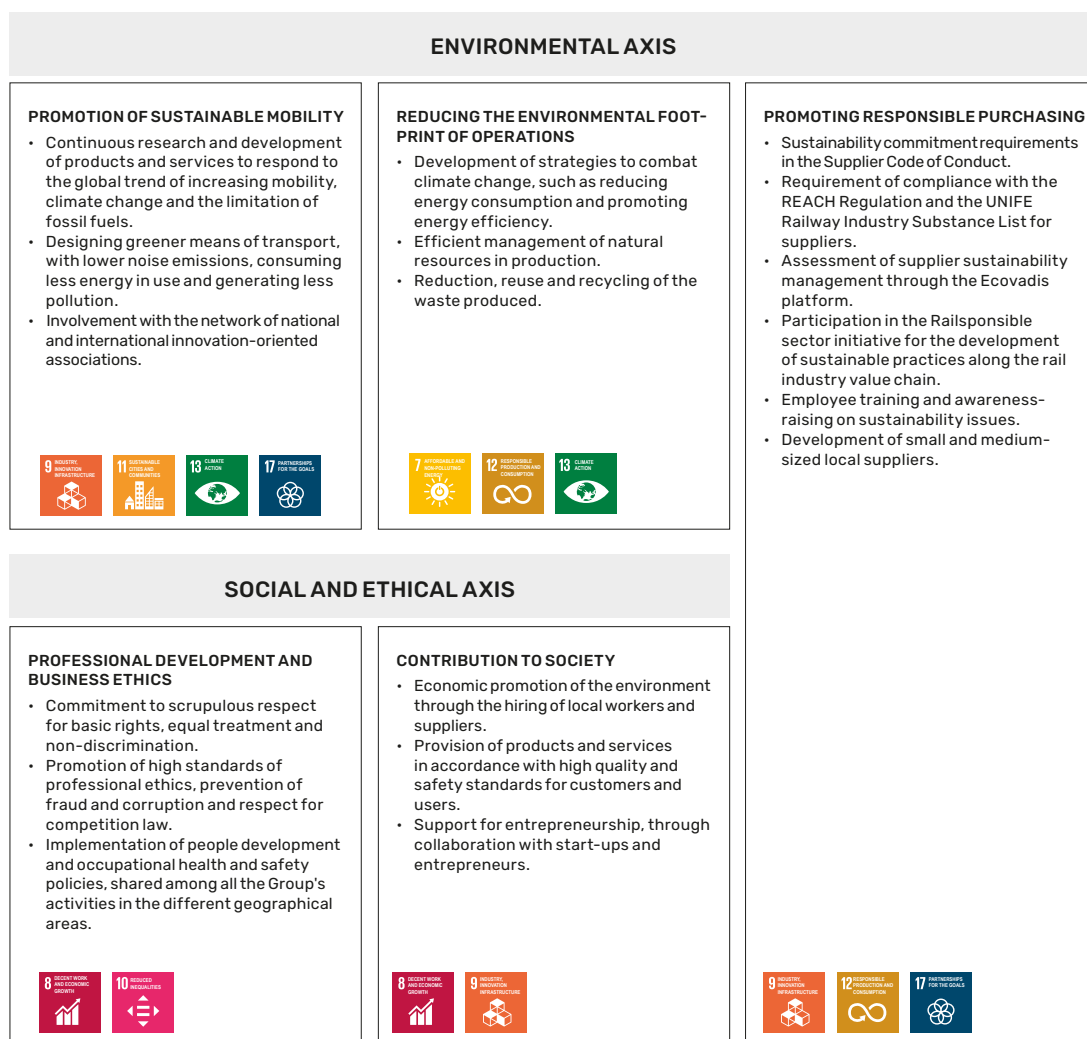 ENVIRONMENTAL AXIS
PROMOTION OF SUSTAINABLE MOBILITY
• Continuous research and development
of products and services to respond to
the global trend of increasing mobility,
climate change and the limitation of
fossil fuels.
• Designing greener means of transport,
with lower noise emissions, consuming
less energy in use and generating less
pollution.
• Involvement with the network of national
and international innovation-oriented
associations.
9 INDUSTRY,
INNOVATION
INFRASTRUCTURE
11 SUSTAINABLE
CITIES AND
COMMUNITIES
13 CLIMATE
ACTION
17 PARTNERSHIPS
FOR THE GOALS
REDUCING THE ENVIRONMENTAL FOOT-
PRINT OF OPERATIONS
• Development of strategies to combat
climate change, such as reducing
energy consumption and promoting
energy efficiency.
• Efficient management of natural
resources in production.
• Reduction, reuse and recycling of the
waste produced.
7 AFFORDABLE AND
NON-POLLUTING
ENERGY
12 RESPONSIBLE
PRODUCTION AND
CONSUMPTION
13 CLIMATE
ACTION
PROMOTING RESPONSIBLE PURCHASING
• Sustainability commitment requirements
in the Supplier Code of Conduct.
• Requirement of compliance with the
REACH Regulation and the UNIFE
Railway Industry Substance List for
suppliers.
• Assessment of supplier sustainability
management through the Ecovadis
platform.
• Participation in the Railsponsible
sector initiative for the development
of sustainable practices along the rail
industry value chain.
• Employee training and awareness-
raising on sustainability issues.
• Development of small and medium-
sized local suppliers.
9 INDUSTRY,
INNOVATION
INFRASTRUCTURE
12 RESPONSIBLE
PRODUCTION AND
CONSUMPTION
17 PARTNERSHIPS
FOR THE GOALS
SOCIAL AND ETHICAL AXIS
PROFESSIONAL DEVELOPMENT AND
BUSINESS ETHICS
• Commitment to scrupulous respect
for basic rights, equal treatment and
non-discrimination.
• Promotion of high standards of
professional ethics, prevention of
fraud and corruption and respect for
competition law.
• Implementation of people development
and occupational health and safety
policies, shared among all the Group's
activities in the different geographical
areas.
8 DECENT WORK
AND ECONOMIC
GROWTH
10 REDUCED
INEQUALITIES
CONTRIBUTION TO SOCIETY
• Economic promotion of the environment
through the hiring of local workers and
suppliers.
• Provision of products and services
in accordance with high quality and
safety standards for customers and
users.
• Support for entrepreneurship, through
collaboration with start-ups and
entrepreneurs.
8 DECENT WORK
AND ECONOMIC
GROWTH
9 INDUSTRY,
INNOVATION
INFRASTRUCTURE